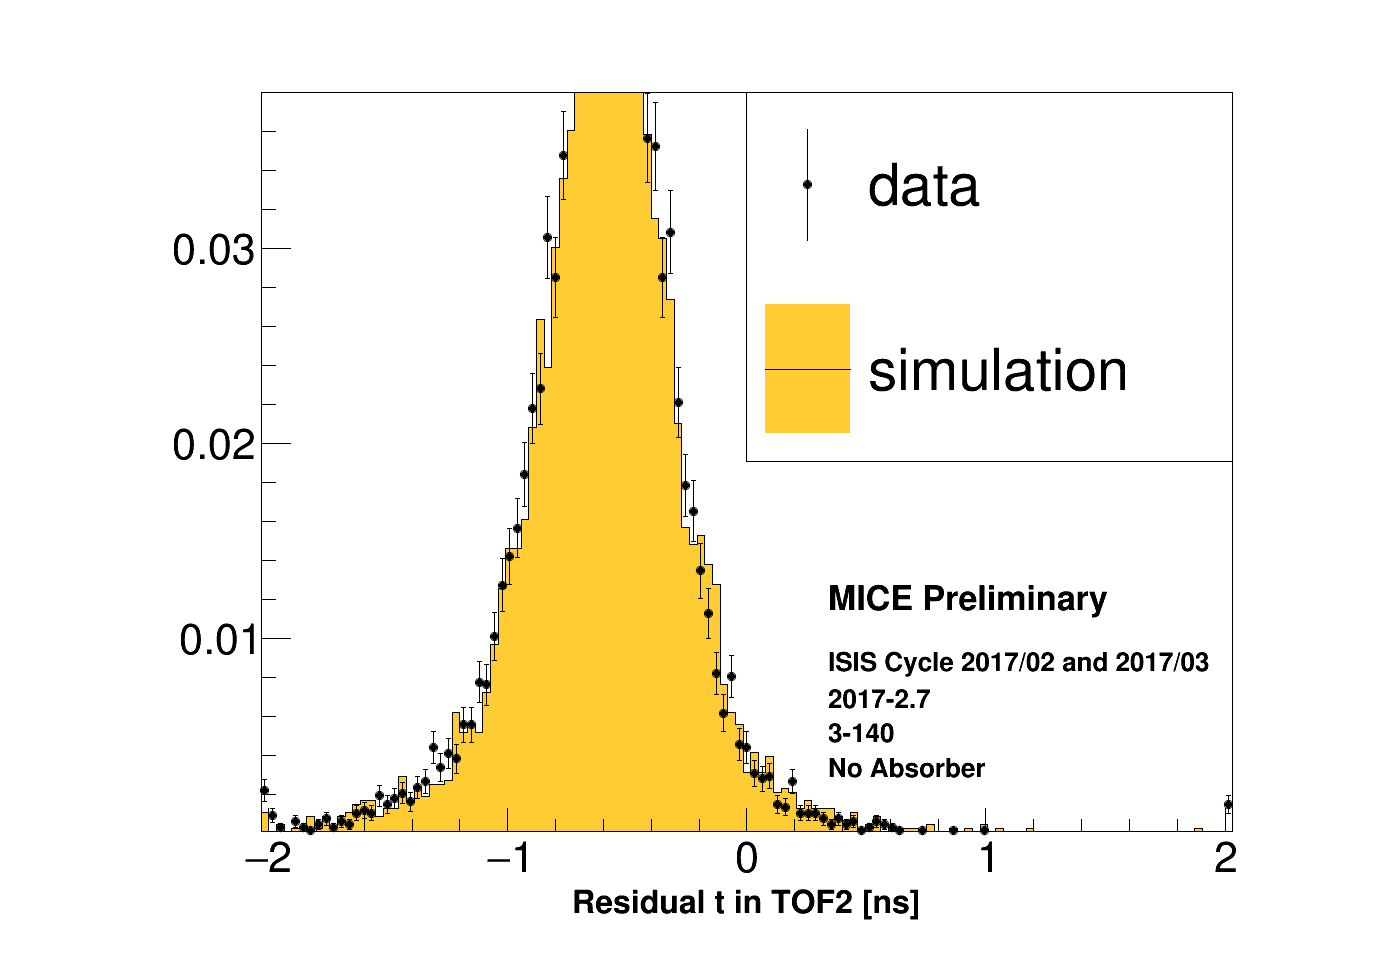 data
simulation
0.03
0.02
0.01
MICE Preliminary
ISIS Cycle 2017/02 and 2017/03
2017-2.7
3-140
No Absorber
−2 −1 0 1 2
Residual t in TOF2 [ns]